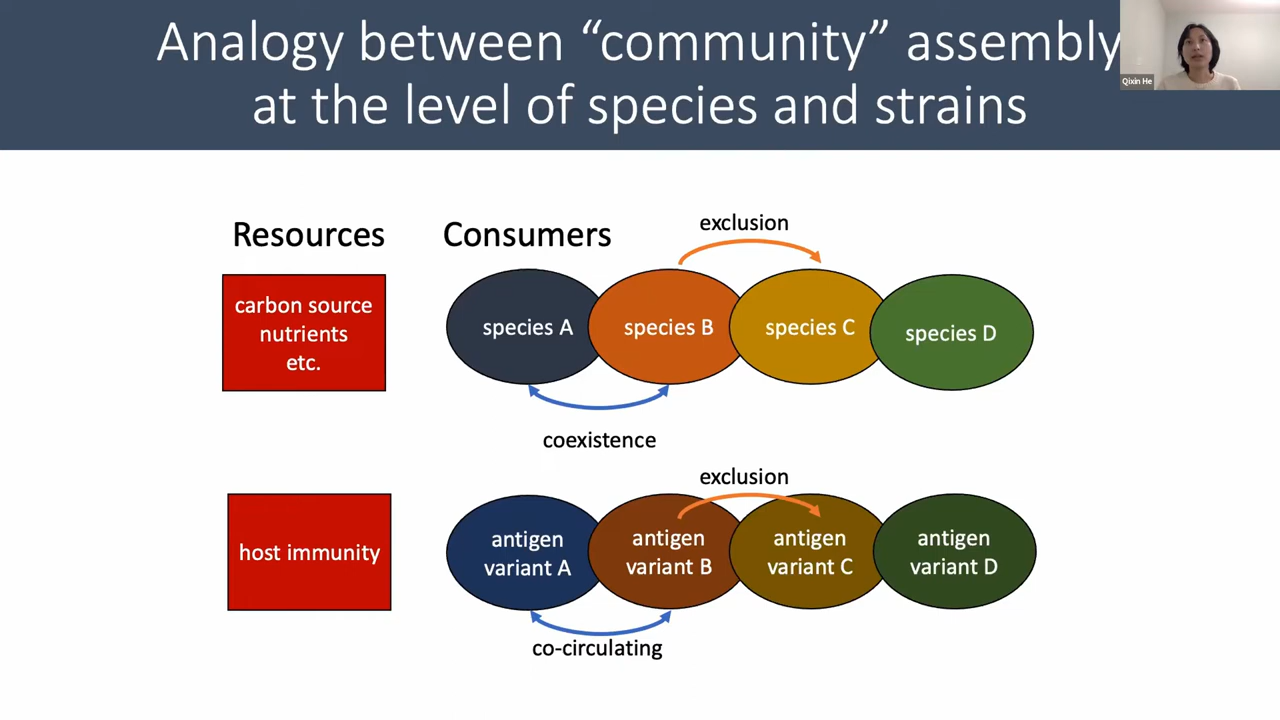 Analogy between “community” assembly
at the level of species and strains
Qixin He
Resources
Consumers
exclusion
carbon source
nutrients
etc.
species A
species B
species C
species D
coexistence
exclusion
host immunity
antigen
variant A
antigen
variant B
antigen
variant C
antigen
variant D
co-circulating